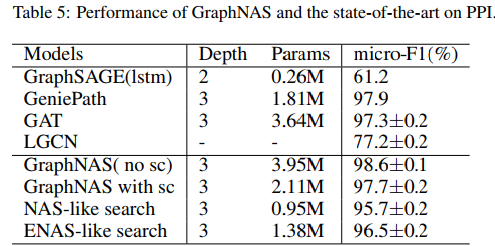 Table 5: Performance of GraphNAS and the state-of-the-art on PPI.
Models Depth Params micro-F1(%)
GraphSAGE(lstm) 2 0.26M 61.2
GeniePath 3 1.81M 97.9
GAT 3 3.64M 97.3±0.2
LGCN - - 77.2±0.2
GraphNAS( no sc) 3 3.95M 98.6±0.1
GraphNAS with sc 3 2.11M 97.7±0.2
NAS-like search 3 0.95M 95.7±0.2
ENAS-like search 3 1.38M 96.5±0.2